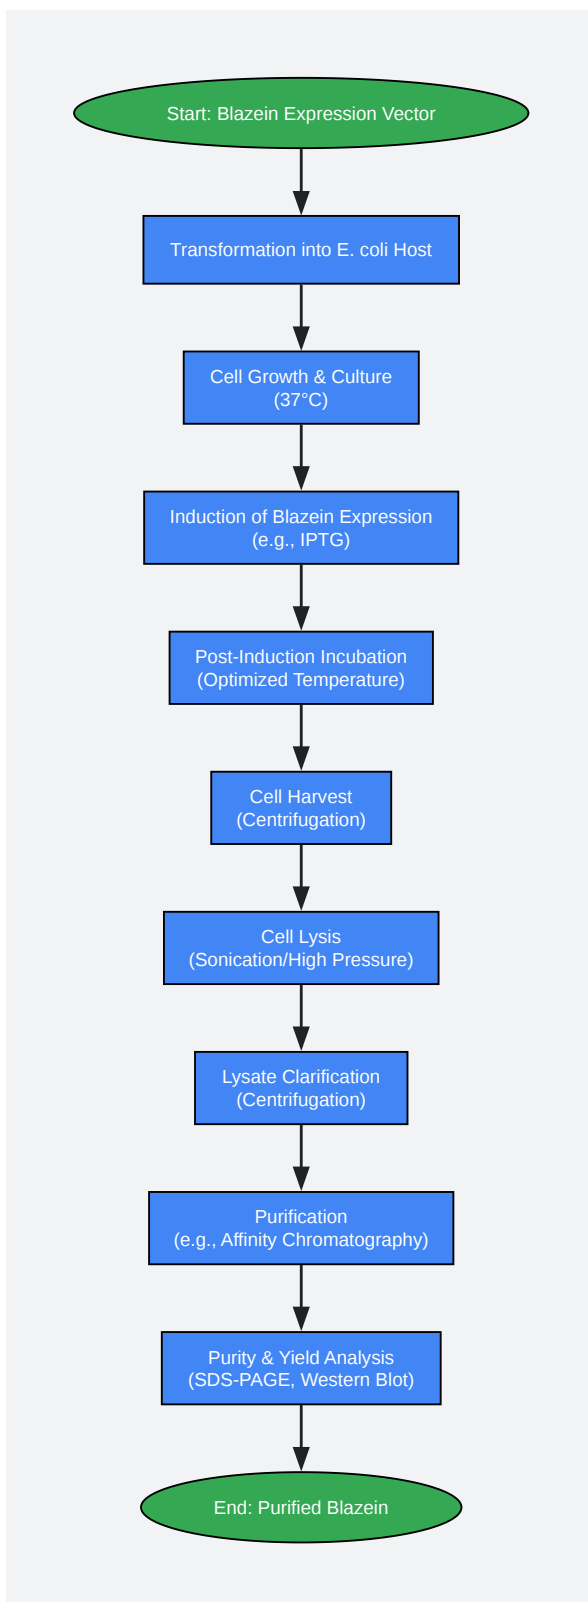 Start: Blazein Expression Vector
Transformation into E. coli Host
Cell Growth & Culture
(37°C)
Induction of Blazein Expression
(e.g., IPTG)
Post-Induction Incubation
(Optimized Temperature)
Cell Harvest
(Centrifugation)
Cell Lysis
(Sonication/High Pressure)
Lysate Clarification
(Centrifugation)
Purification
(e.g., Affinity Chromatography)
Purity & Yield Analysis
(SDS-PAGE, Western Blot)
End: Purified Blazein